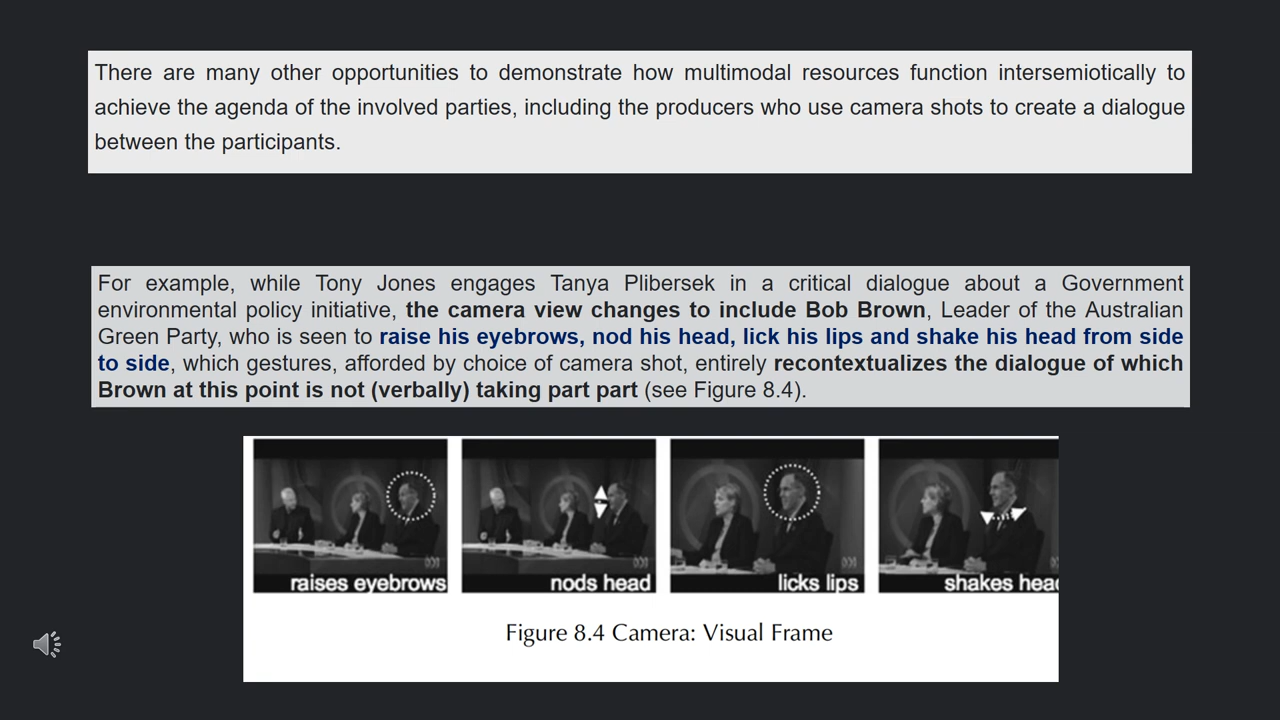 There are many other opportunities to demonstrate how multimodal resources function intersemiotically to
achieve the agenda of the involved parties, including the producers who use camera shots to create a dialogue
between the participants.
For example, while Tony Jones engages Tanya Plibersek in a critical dialogue about a Government
environmental policy initiative, the camera view changes to include Bob Brown, Leader of the Australian
Green Party, who is seen to raise his eyebrows, nod his head, lick his lips and shake his head from side
to side, which gestures, afforded by choice of camera shot, entirely recontextualizes the dialogue of which
Brown at this point is not (verbally) taking part part (see Figure 8.4).
raises eyebrows
nods head
licks lips
shakes head
Figure 8.4 Camera: Visual Frame